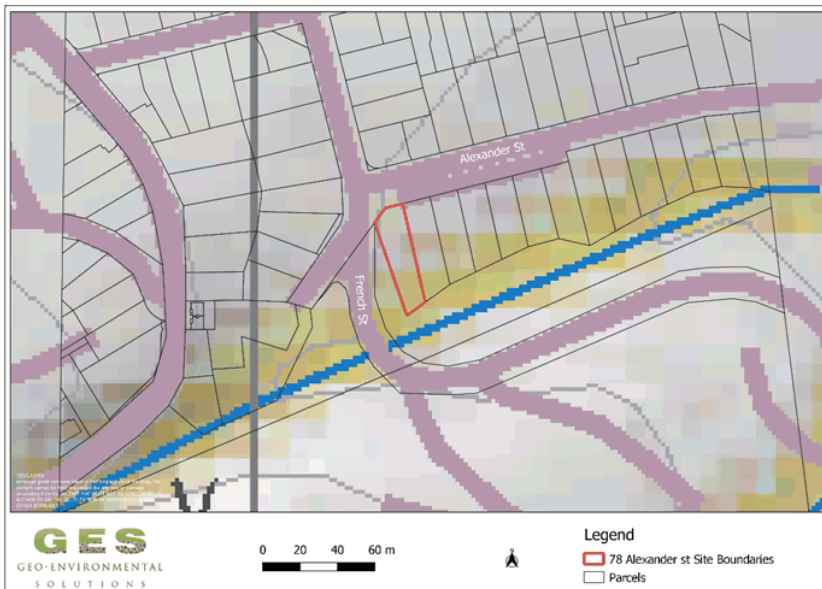 Alexander St
French St
DISCLAIMER
GES
GEO-ENVIRONMENTAL
SOLUTIONS
0 20 40 60 m
Legend
78 Alexander st Site Boundaries
Parcels